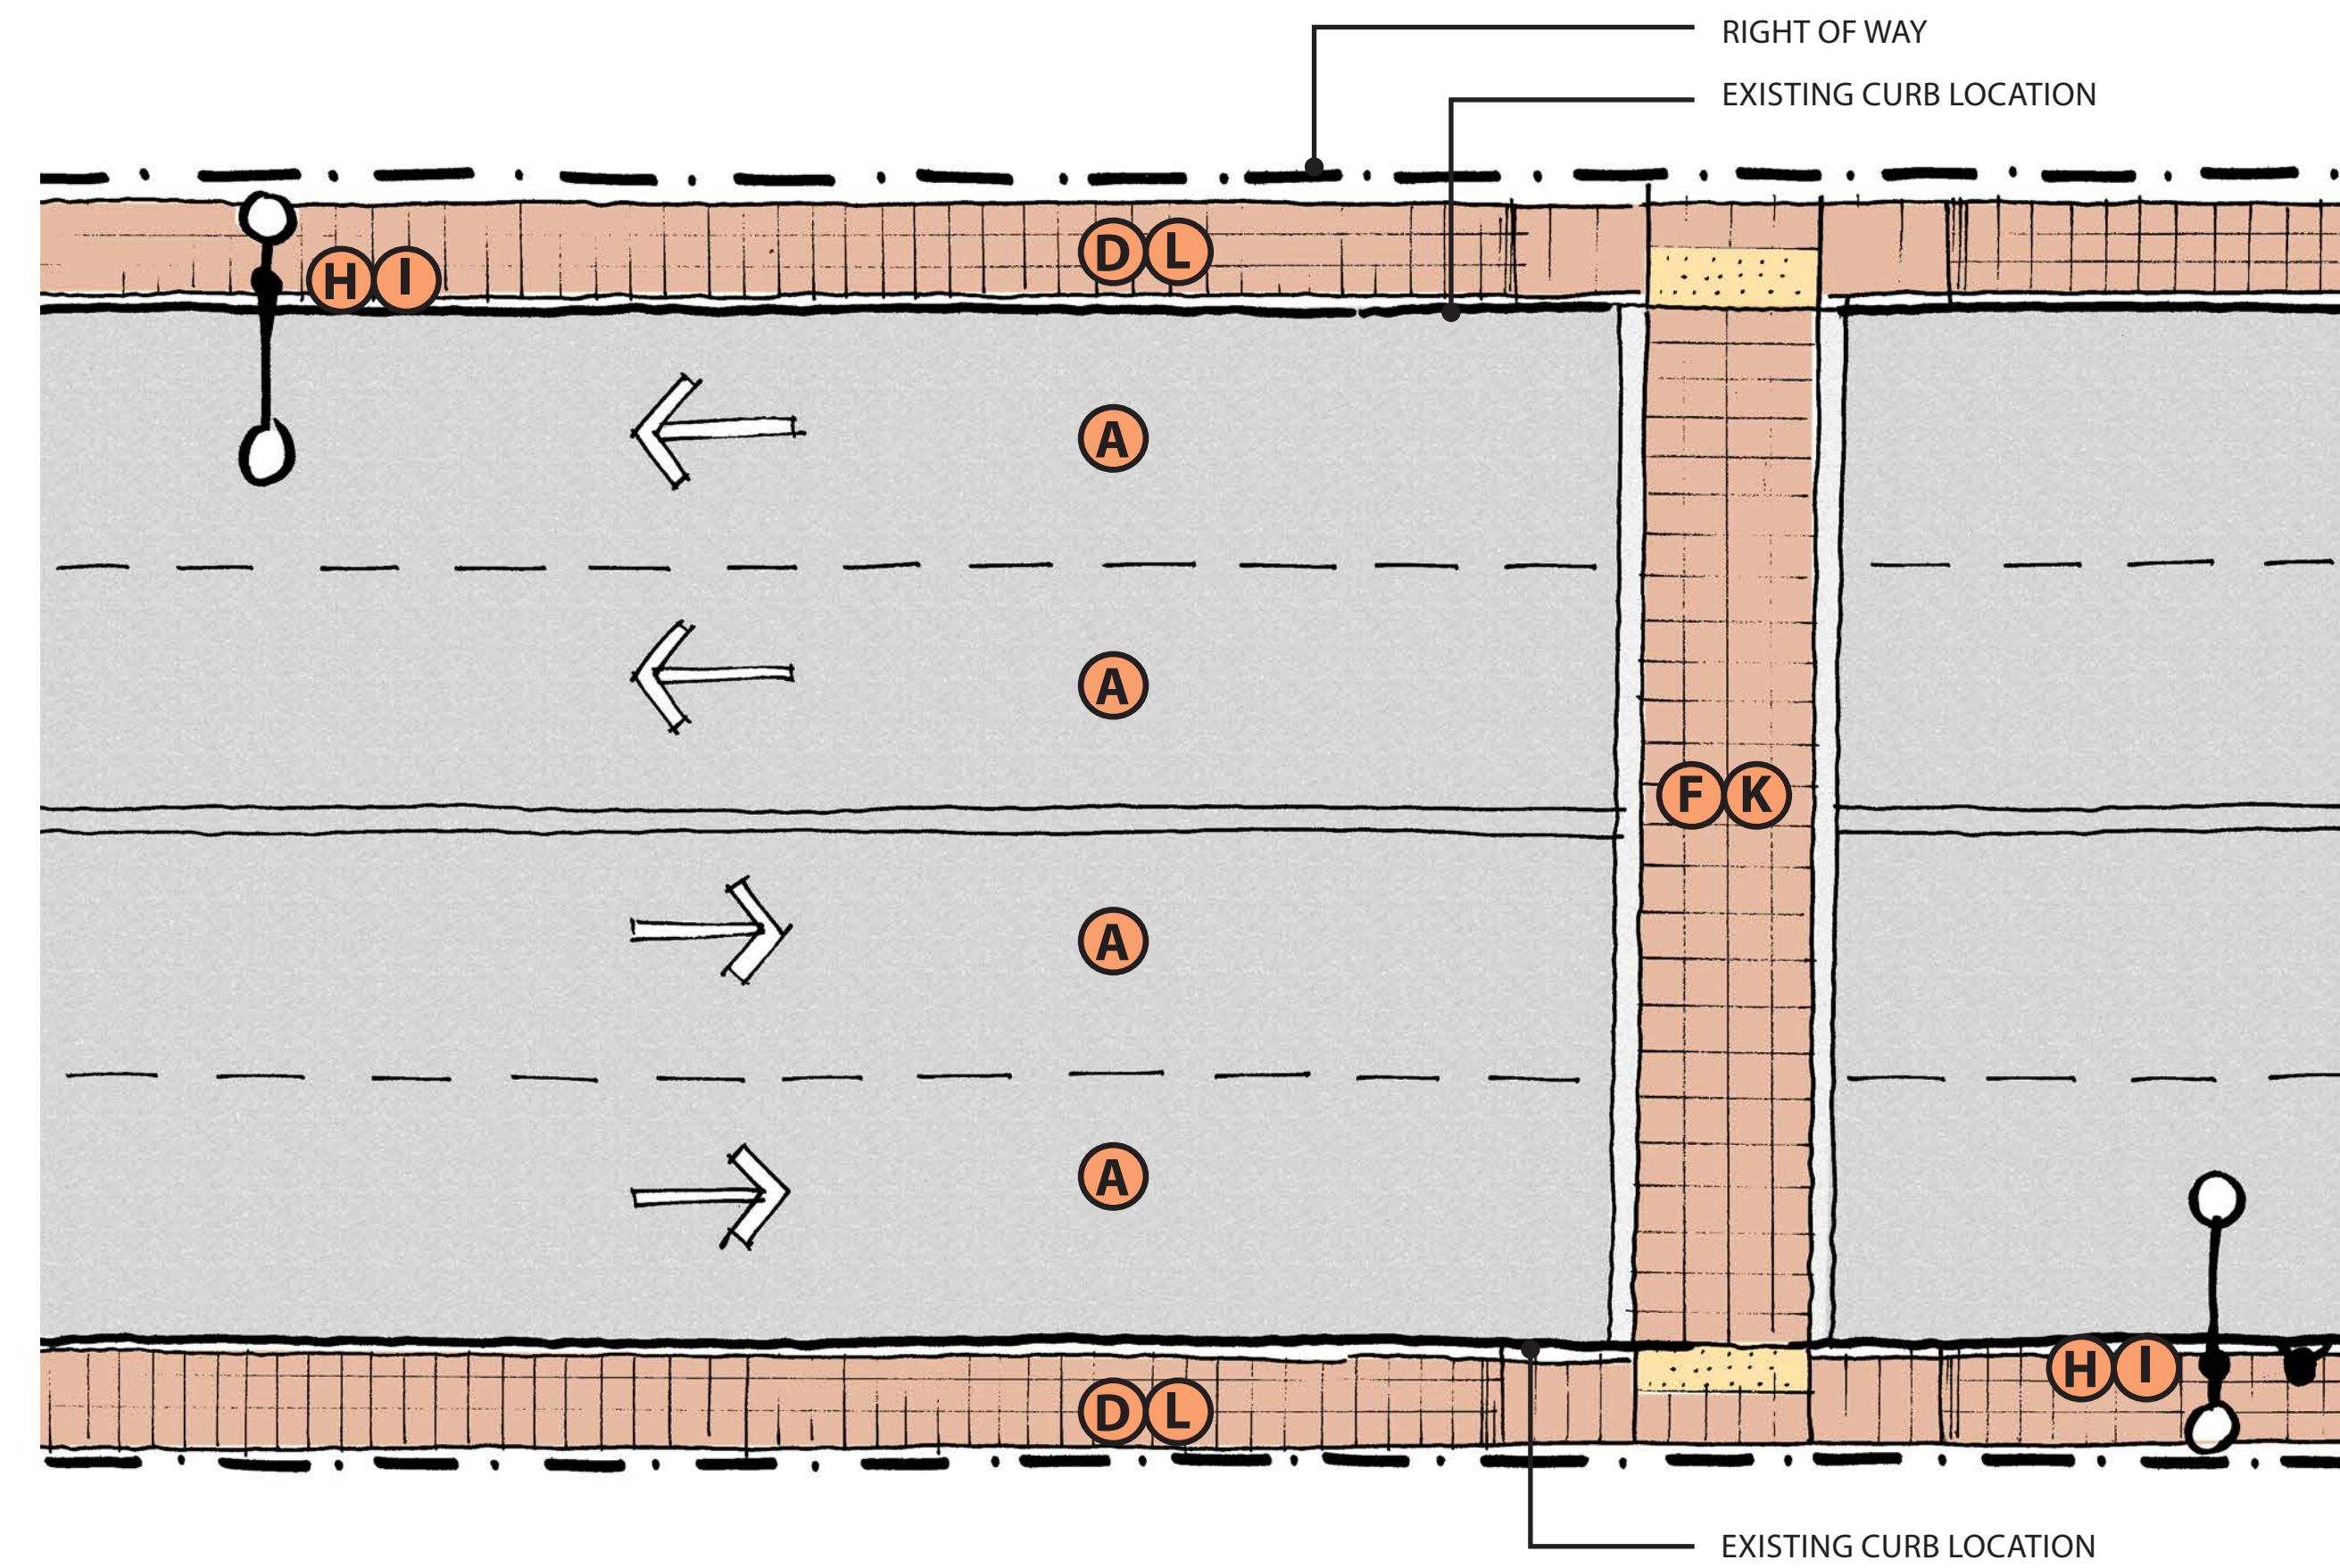 RIGHT OF WAY
EXISTING CURB LOCATION
D L
H I
A
A
F K
A
A
H I
D L
EXISTING CURB LOCATION